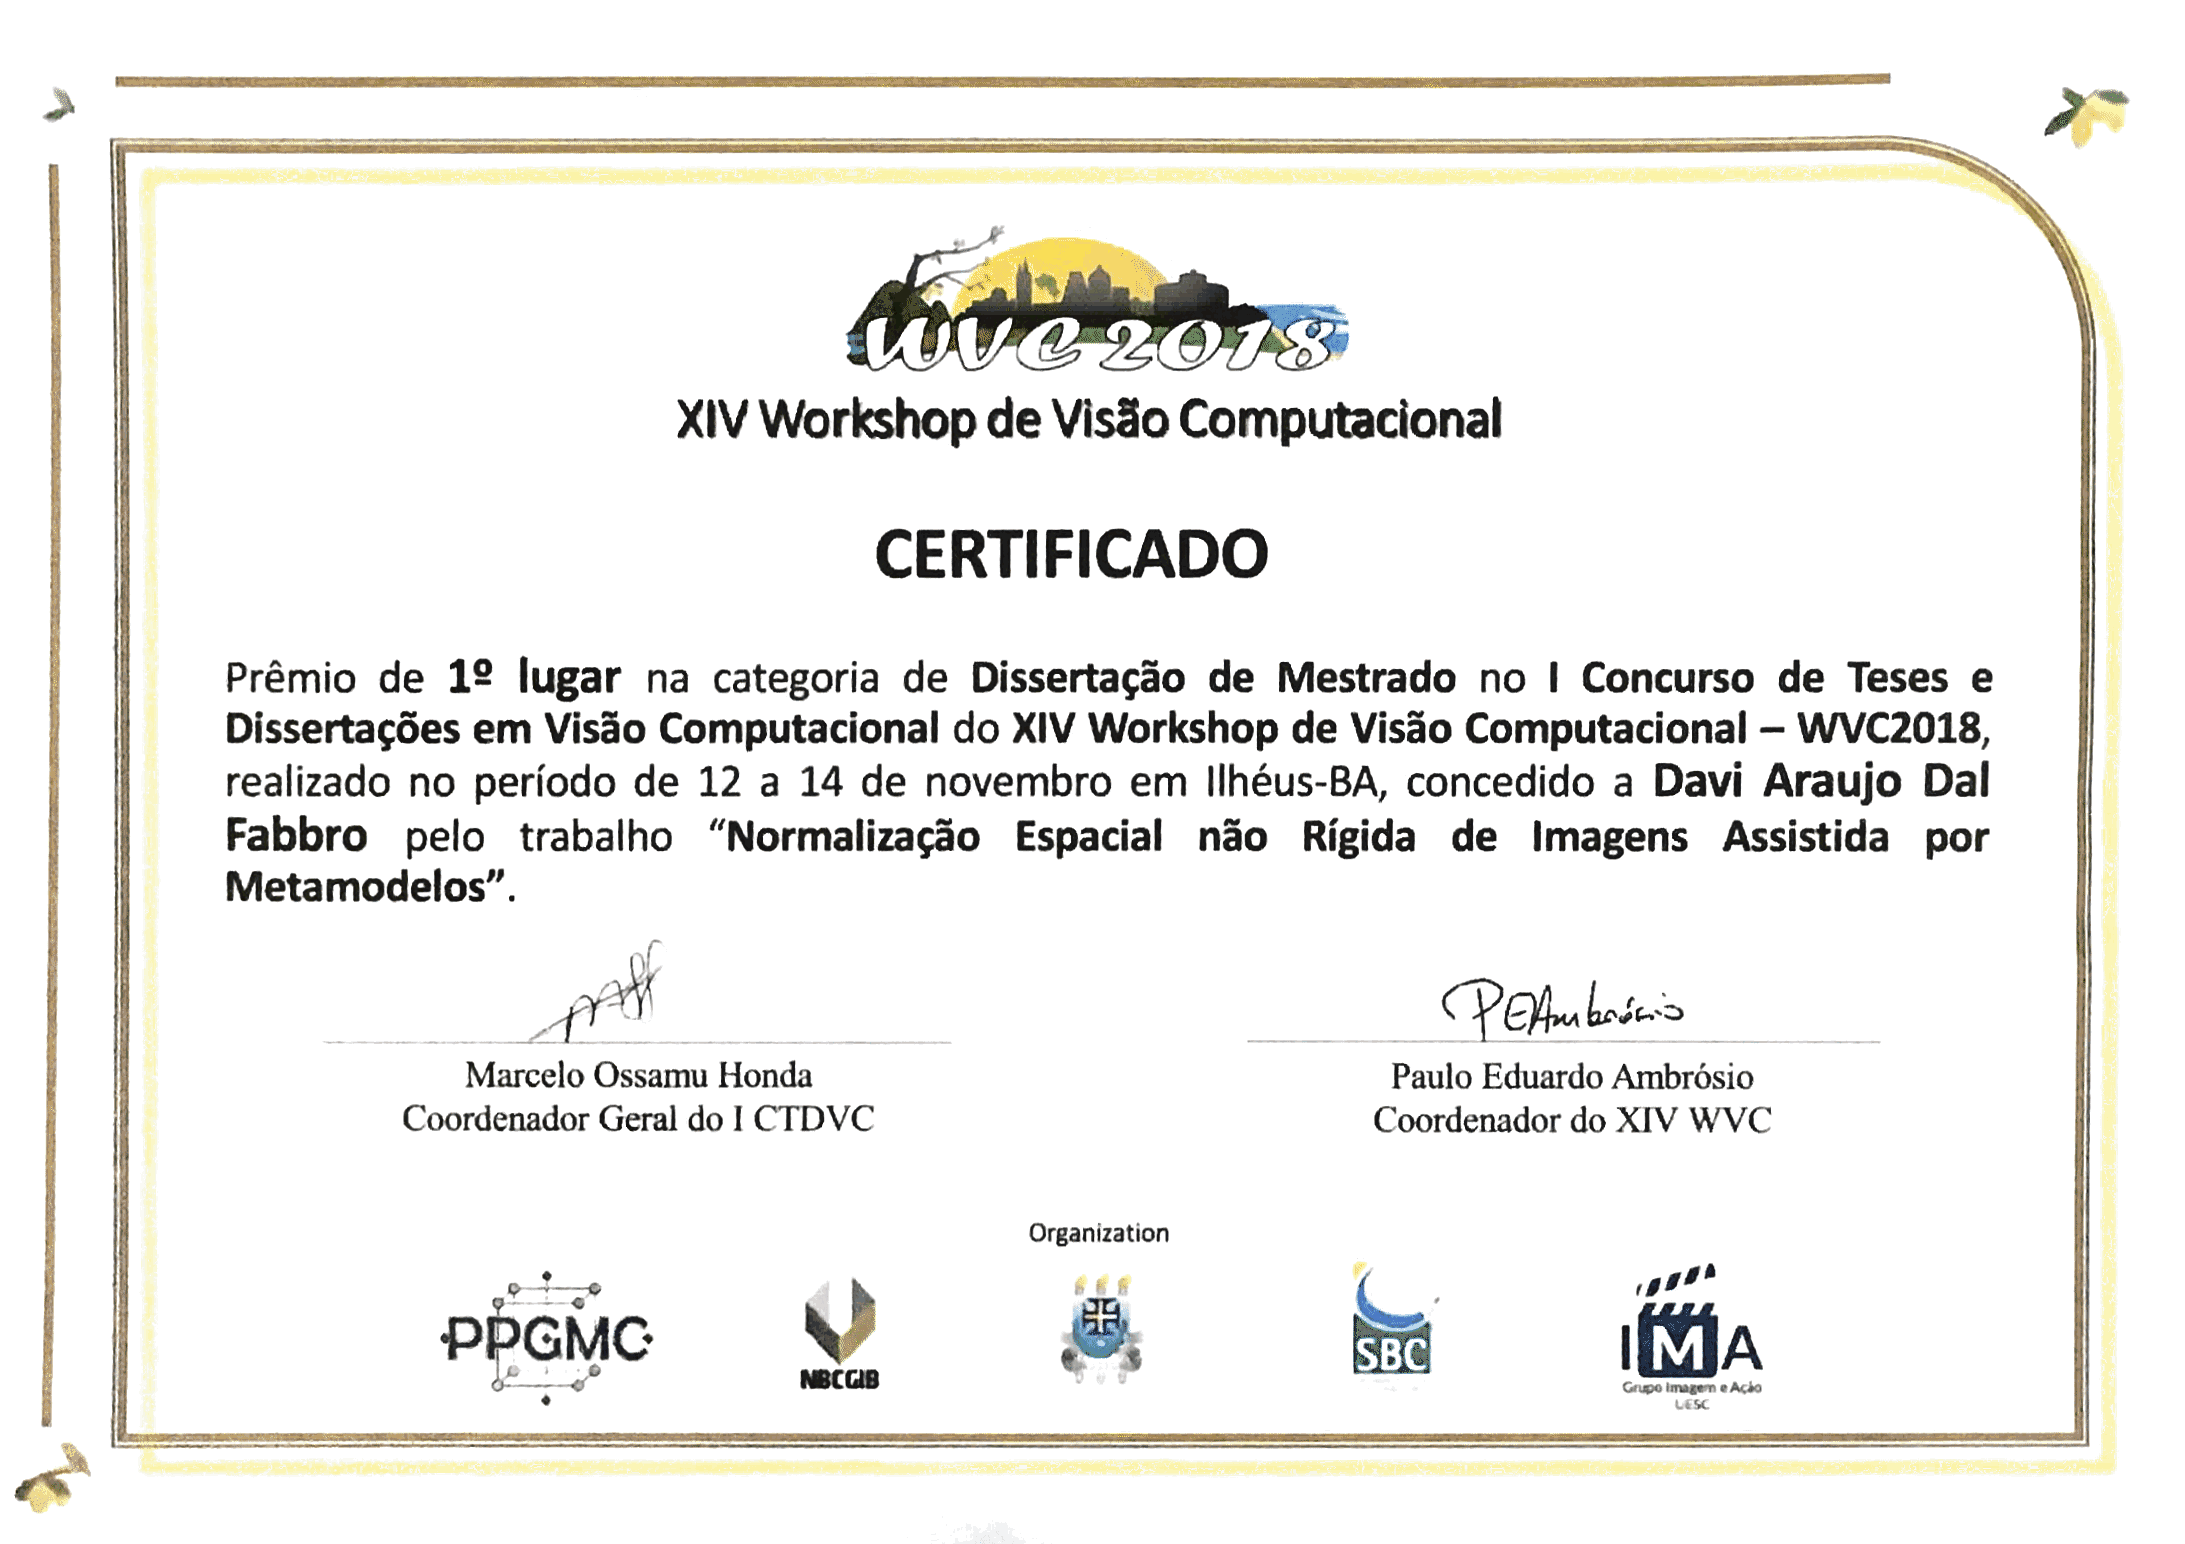 WVC2018
XIV Workshop de Visão Computacional
CERTIFICADO
Prêmio de 1º lugar na categoria de Dissertação de Mestrado no I Concurso de Teses e
Dissertações em Visão Computacional do XIV Workshop de Visão Computacional – WVC2018,
realizado no período de 12 a 14 de novembro em Ilhéus-BA, concedido a Davi Araujo Dal
Fabbro pelo trabalho “Normalização Espacial não Rígida de Imagens Assistida por
Metamodelos”.
PEAmbrósio
Marcelo Ossamu Honda
Coordenador Geral do I CTDVC
Paulo Eduardo Ambrósio
Coordenador do XIV WVC
Organization
PPGMC
NBCGIB
SBC
IMA
Grupo Imagem e Ação
UESC